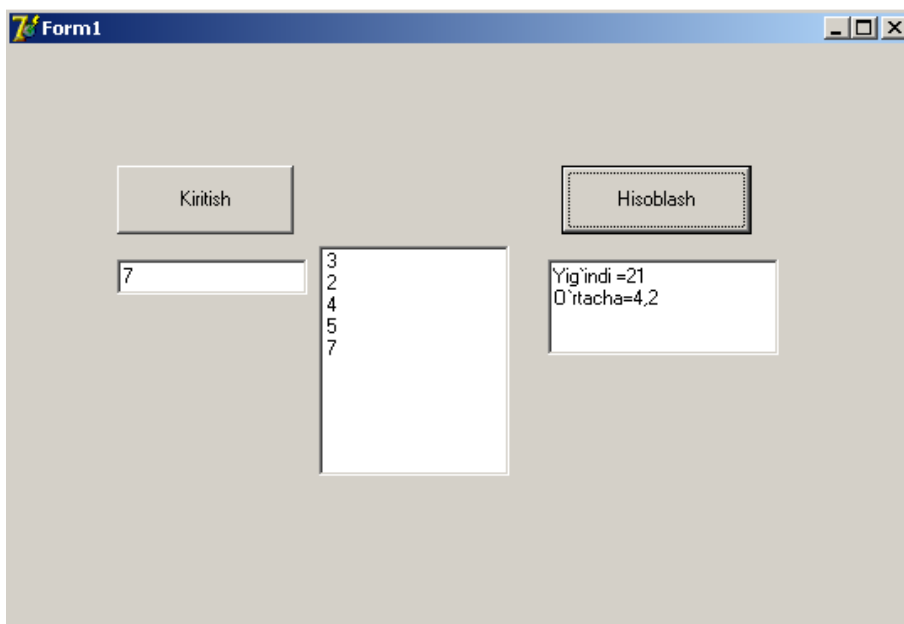 Form1
Kiritish
Hisoblash
7
3
2
4
5
7
Yig`indi =21
O`rtacha=4,2